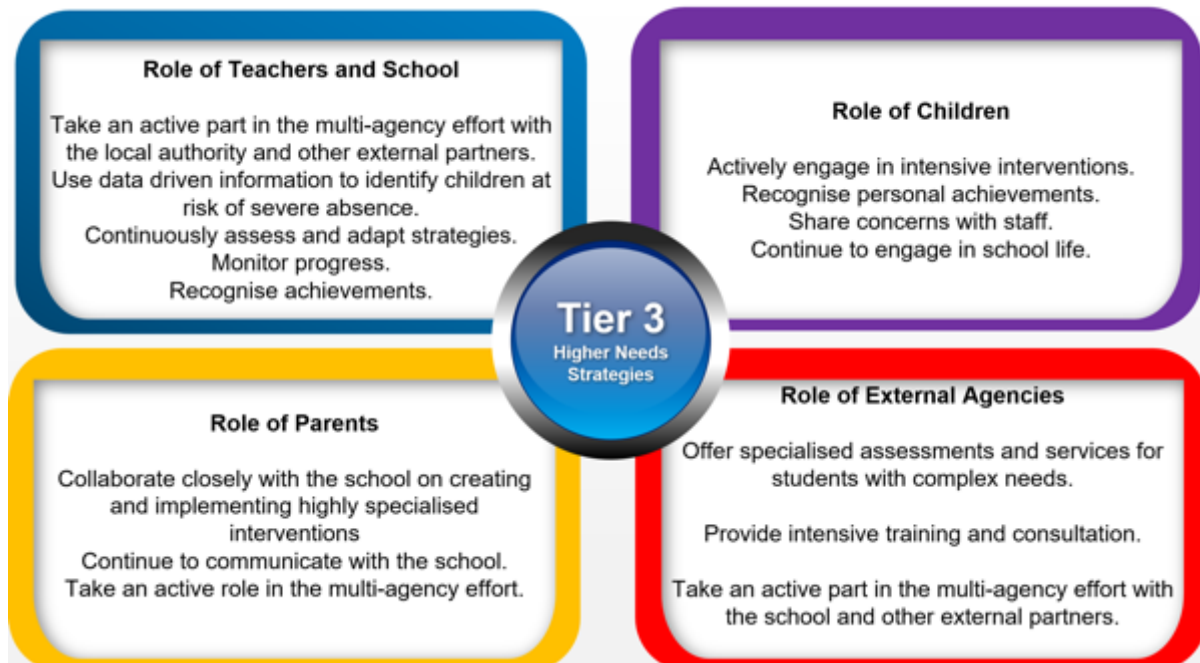 Role of Teachers and School
Take an active part in the multi-agency effort with
the local authority and other external partners.
Use data driven information to identify children at
risk of severe absence.
Continuously assess and adapt strategies.
Monitor progress.
Recognise achievements.
Role of Children
Actively engage in intensive interventions.
Recognise personal achievements.
Share concerns with staff.
Continue to engage in school life.
Tier 3
Higher Needs
Strategies
Role of Parents
Collaborate closely with the school on creating
and implementing highly specialised
interventions
Continue to communicate with the school.
Take an active role in the multi-agency effort.
Role of External Agencies
Offer specialised assessments and services for
students with complex needs.
Provide intensive training and consultation.
Take an active part in the multi-agency effort with
the school and other external partners.